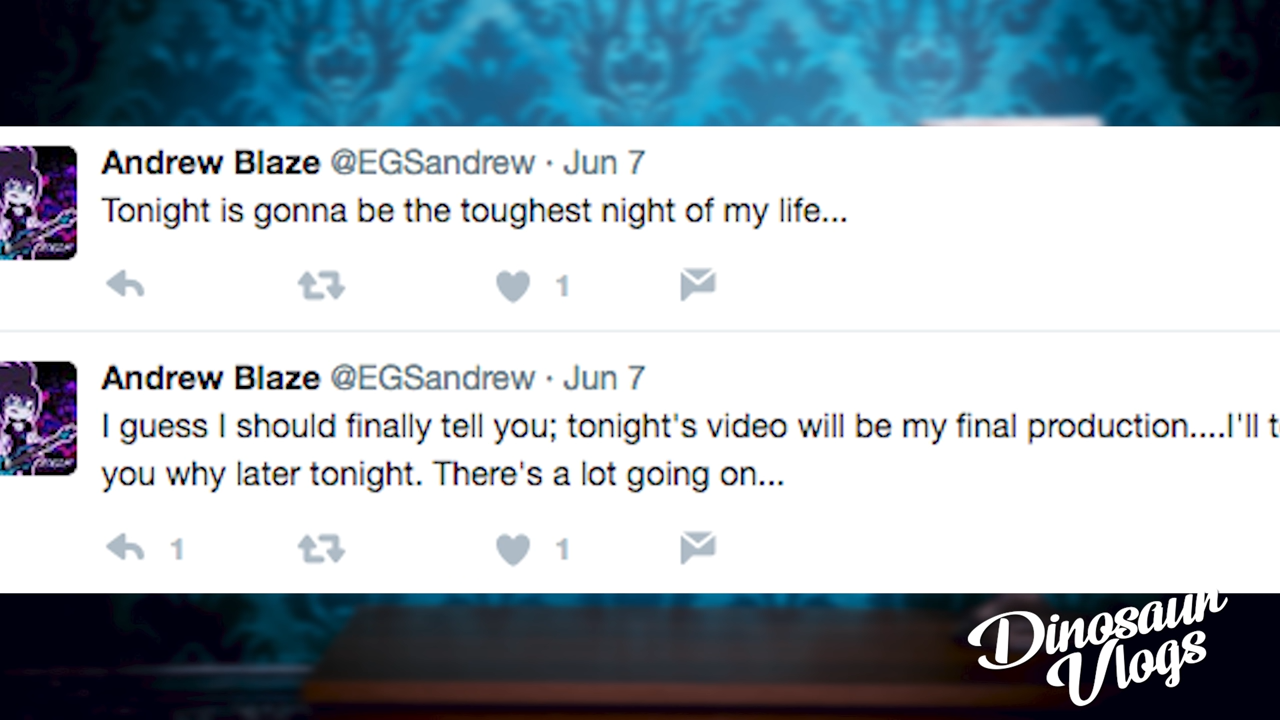 Andrew Blaze @EGSandrew · Jun 7
Tonight is gonna be the toughest night of my life...
1
Andrew Blaze @EGSandrew · Jun 7
I guess I should finally tell you; tonight's video will be my final production....I'll
you why later tonight. There's a lot going on...
1 1
Dinosaur
Vlogs